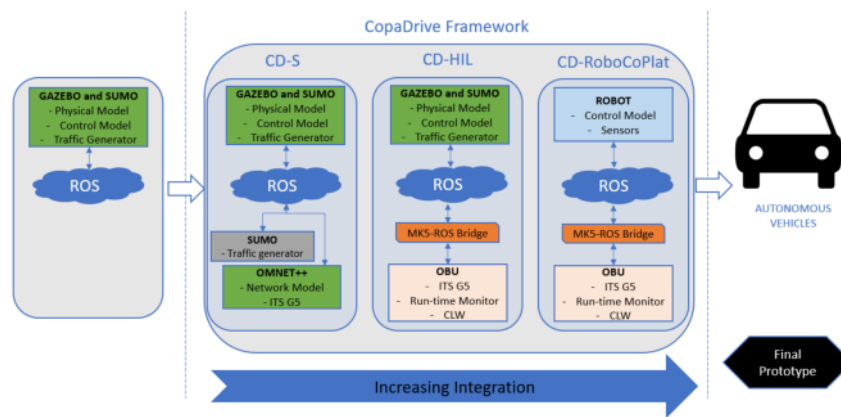 CopaDrive Framework
GAZEBO and SUMO
- Physical Model
- Control Model
- Traffic Generator
ROS
CD-S
GAZEBO and SUMO
- Physical Model
- Control Model
- Traffic Generator
ROS
SUMO
- Traffic generator
OMNET++
- Network Model
- ITS G5
CD-HIL
GAZEBO and SUMO
- Physical Model
- Control Model
- Traffic Generator
ROS
MK5-ROS Bridge
OBU
- ITS G5
- Run-time Monitor
- CLW
CD-RoboCoPlat
ROBOT
- Control Model
- Sensors
ROS
MK5-ROS Bridge
OBU
- ITS G5
- Run-time Monitor
- CLW
AUTONOMOUS
VEHICLES
Increasing Integration
Final
Prototype